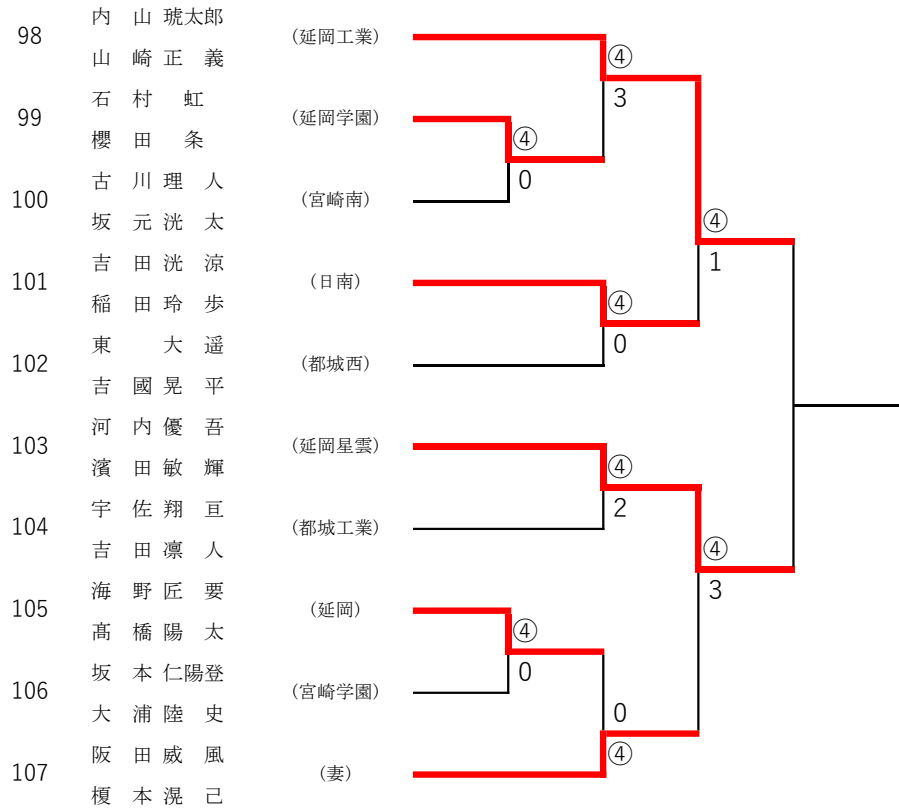 内山琥太郎
98 (延岡工業)
山崎正義
④
3
石村虹
99 (延岡学園)
櫻田条
④
0
古川理人
100 (宮崎南)
坂元洸太
④
1
吉田洸涼
101 (日南)
稲田玲歩
④
0
東大遥
102 (都城西)
吉國晃平
河内優吾
103 (延岡星雲)
濱田敏輝
④
2
宇佐翔亘
104 (都城工業)
吉田凛人
④
3
海野匠要
105 (延岡)
髙橋陽太
④
0
坂本仁陽登
106 (宮崎学園)
大浦陸史
0
④
阪田威風
107 (妻)
榎本滉己